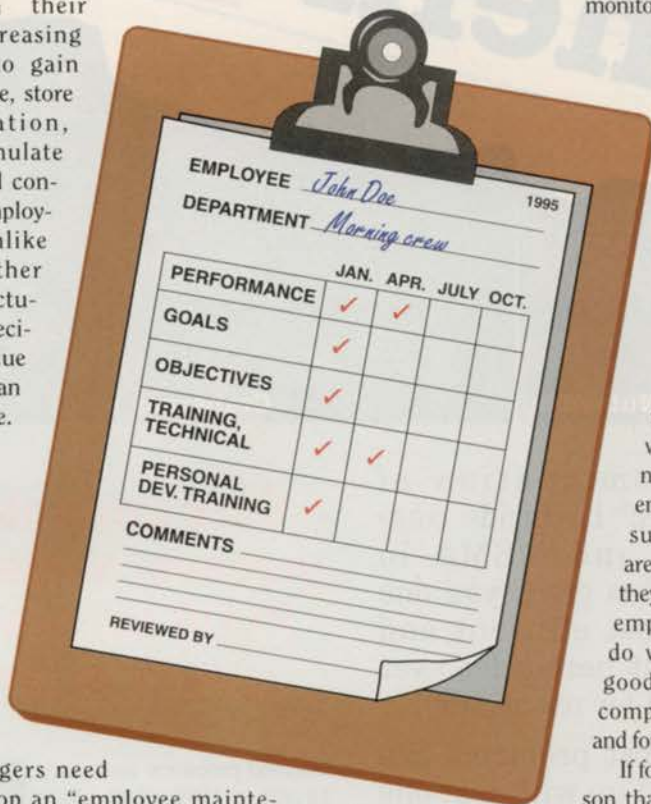 their
reasing
o gain
e, store
ation,
nulate
l con-
ploy-
like
ther
ctu-
eci-
ue
an
e.
monito
EMPLOYEE John Doe 1995
DEPARTMENT Morning crew
JAN. APR. JULY OCT.
PERFORMANCE ✓ ✓
GOALS ✓
OBJECTIVES ✓
TRAINING,
TECHNICAL ✓ ✓
PERSONAL
DEV. TRAINING ✓
COMMENTS
REVIEWED BY
gers need
on an "employee mainte-
en
su
are
they
emp
do v
good
comp
and fo
If fo
son tha